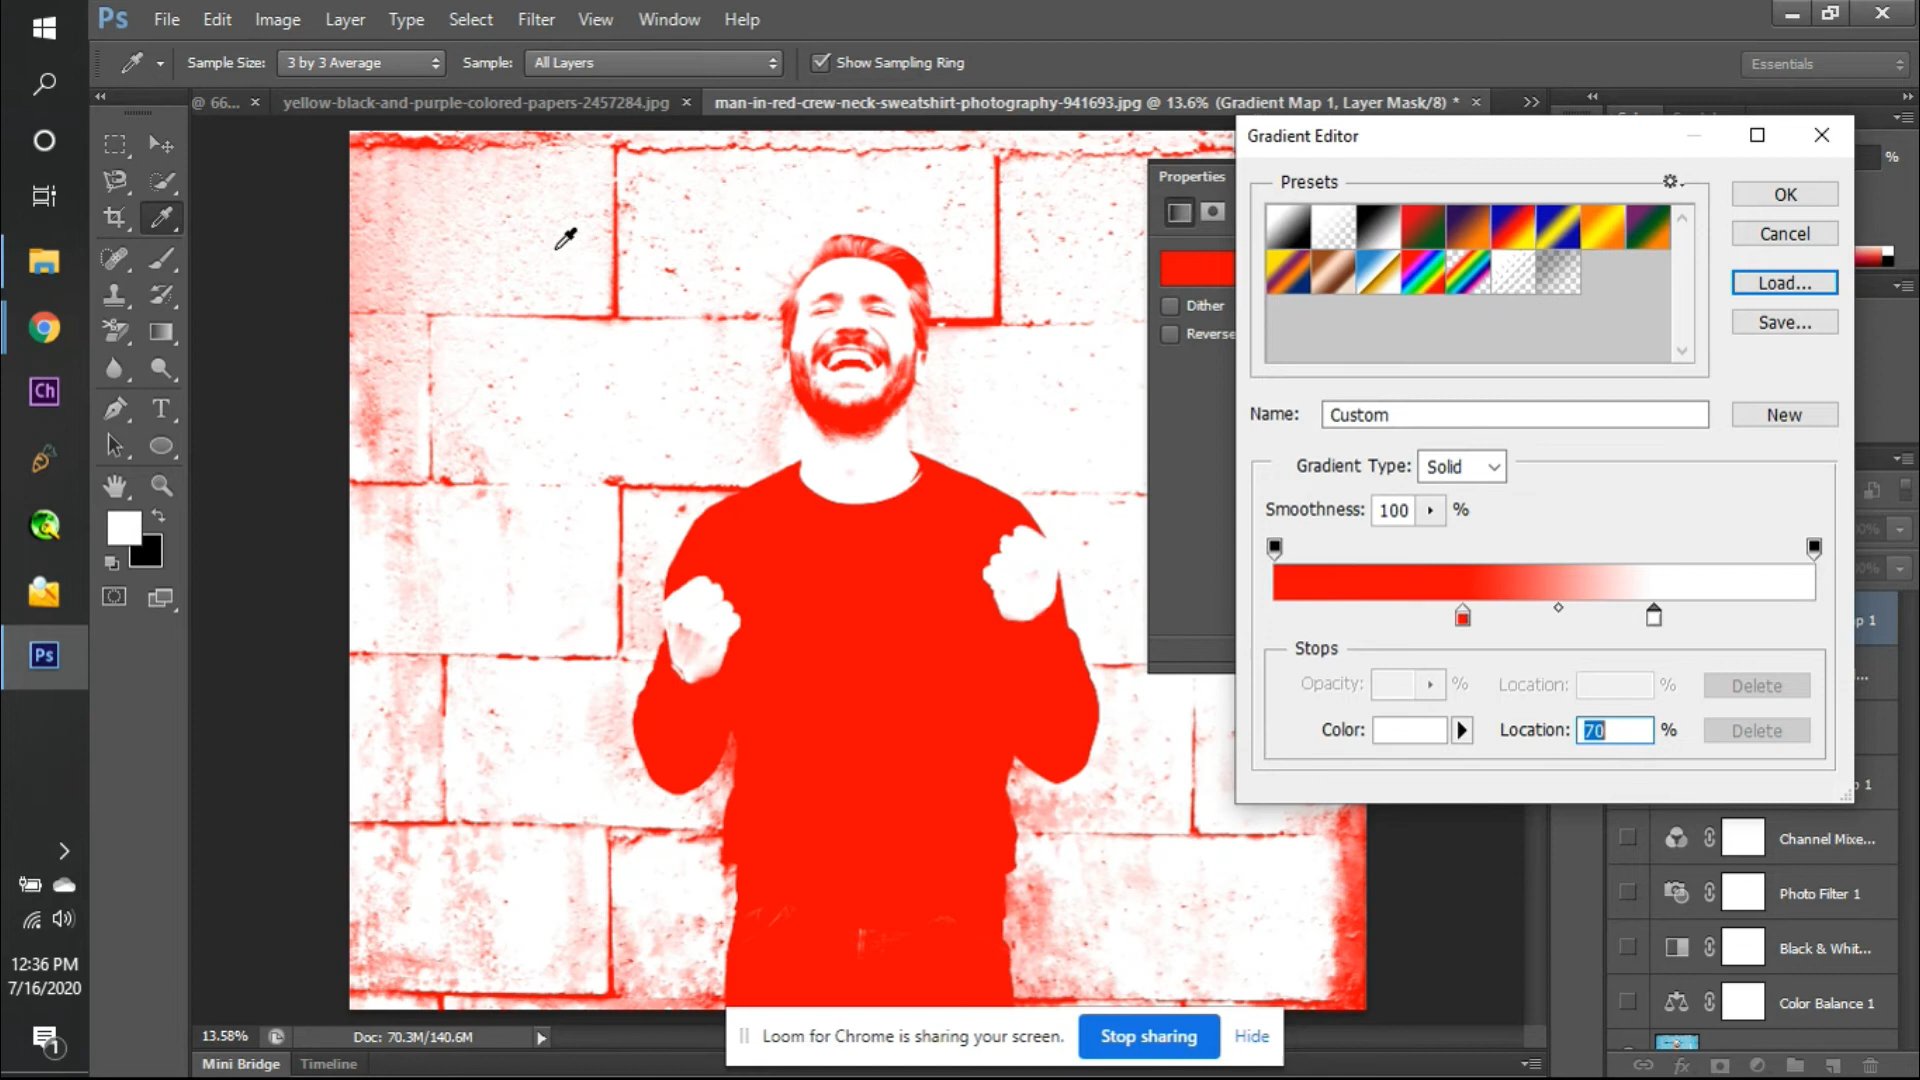 Ps File Edit Image Layer Type Select Filter View Window Help
Sample Size: 3 by 3 Average Sample: All Layers Show Sampling Ring Essentials
@ 66... × yellow-black-and-purple-colored-papers-2457284.jpg × man-in-red-crew-neck-sweatshirt-photography-941693.jpg @ 13.6% (Gradient Map 1, Layer Mask/8) * ×
Gradient Editor
%
Properties
Presets
OK
Cancel
Load...
Save...
Dither
Reverse
Ch
Name: Custom New
T
Gradient Type: Solid
Smoothness: 100 %
Stops
Ps
Opacity: % Location: % Delete
Color: Location: 70 % Delete
Channel Mixe...
Photo Filter 1
Black & Whit...
Color Balance 1
12:36 PM
7/16/2020
1
13.58% Doc: 70.3M/140.6M
Loom for Chrome is sharing your screen. Stop sharing Hide
Mini Bridge Timeline
fx